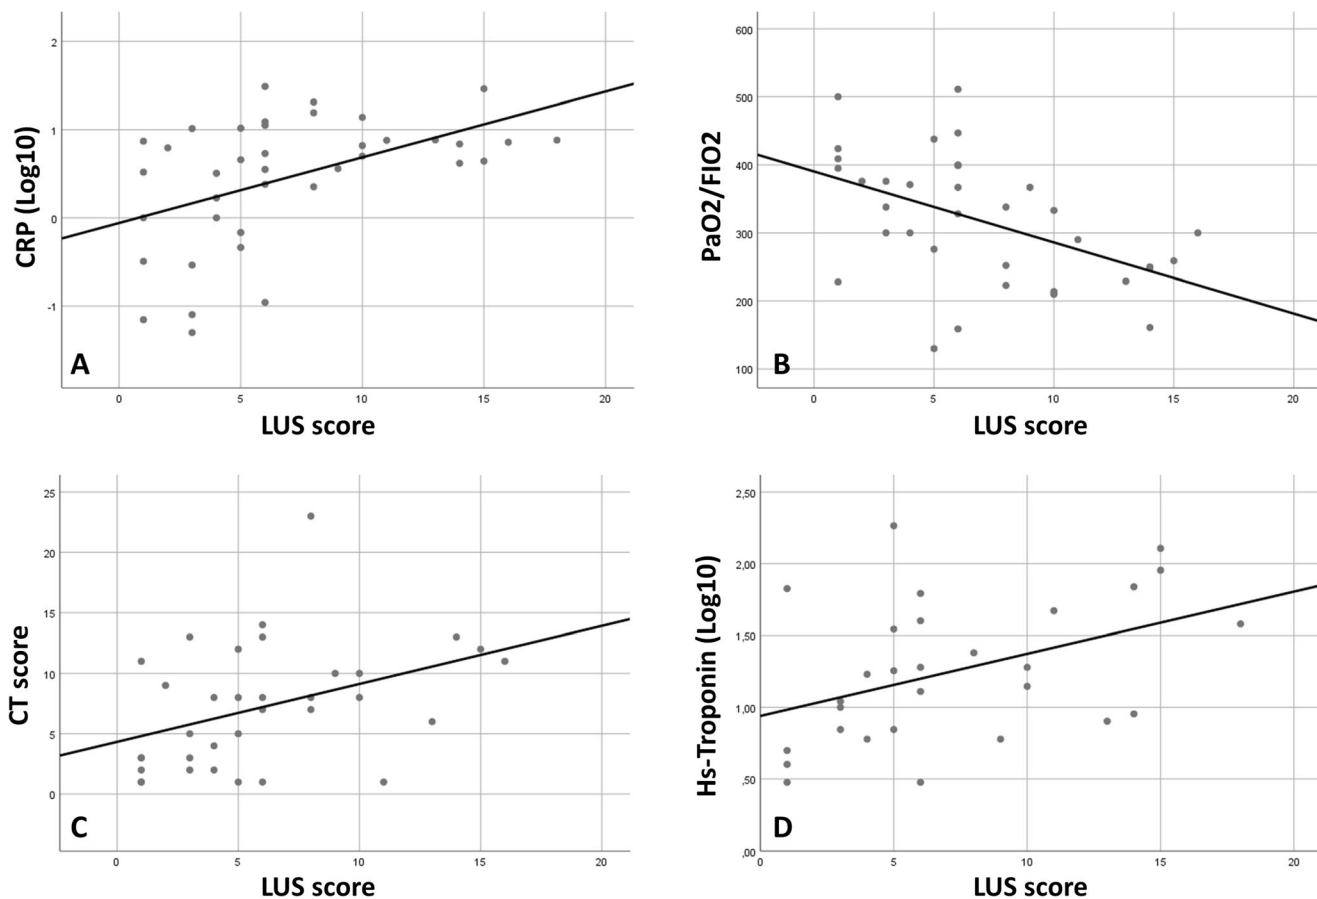 CRP (Log10)
2
1
0
-1
A
0 5 10 15 20
LUS score
PaO2/FIO2
600
500
400
300
200
100
B
0 5 10 15 20
LUS score
CT score
25
20
15
10
5
0
C
0 5 10 15 20
LUS score
Hs-Troponin (Log10)
2,50
2,00
1,50
1,00
,50
,00
D
0 5 10 15 20
LUS score